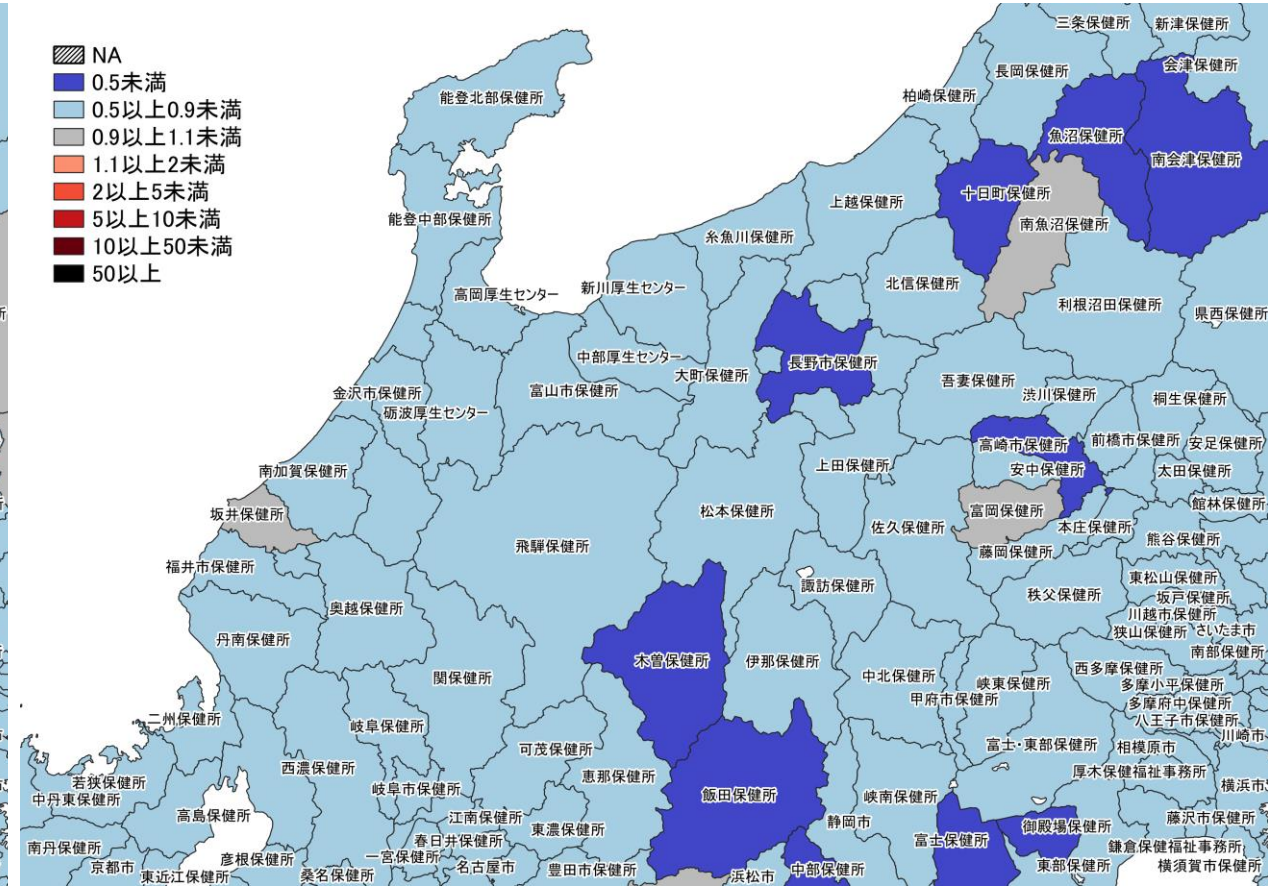 NA
0.5未満
0.5以上0.9未満
0.9以上1.1未満
1.1以上2未満
2以上5未満
5以上10未満
10以上50未満
50以上
三条保健所
新津保健所
長岡保健所
会津保健所
能登北部保健所
柏崎保健所
魚沼保健所
南会津保健所
十日町保健所
上越保健所
能登中部保健所
南魚沼保健所
糸魚川保健所
北信保健所
新川厚生センター
高岡厚生センター
利根沼田保健所
県西保健所
中部厚生センター
長野市保健所
大町保健所
吾妻保健所
富山市保健所
金沢市保健所
渋川保健所
桐生保健所
砺波厚生センター
高崎市保健所
前橋市保健所
安足保健所
南加賀保健所
上田保健所
安中保健所
太田保健所
館林保健所
坂井保健所
松本保健所
富岡保健所
佐久保健所
本庄保健所
飛騨保健所
熊谷保健所
藤岡保健所
福井市保健所
諏訪保健所
東松山保健所
秩父保健所
坂戸保健所
奥越保健所
川越市保健所
狭山保健所
さいたま市
丹南保健所
南部保健所
木曽保健所
伊那保健所
西多摩保健所
中北保健所
峡東保健所
関保健所
多摩小平保健所
甲府市保健所
多摩府中保健所
二州保健所
岐阜保健所
八王子市保健所
川崎市
可茂保健所
富士・東部保健所
相模原市
西濃保健所
恵那保健所
厚木保健福祉事務所
若狭保健所
岐阜市保健所
横浜市
中丹東保健所
飯田保健所
峡南保健所
高島保健所
江南保健所
静岡市
藤沢市保健所
東濃保健所
御殿場保健所
春日井保健所
富士保健所
南丹保健所
鎌倉保健福祉事務所
一宮保健所
彦根保健所
京都市
名古屋市
豊田市保健所
中部保健所
東部保健所
横須賀市保健所
東近江保健所
桑名保健所
浜松市